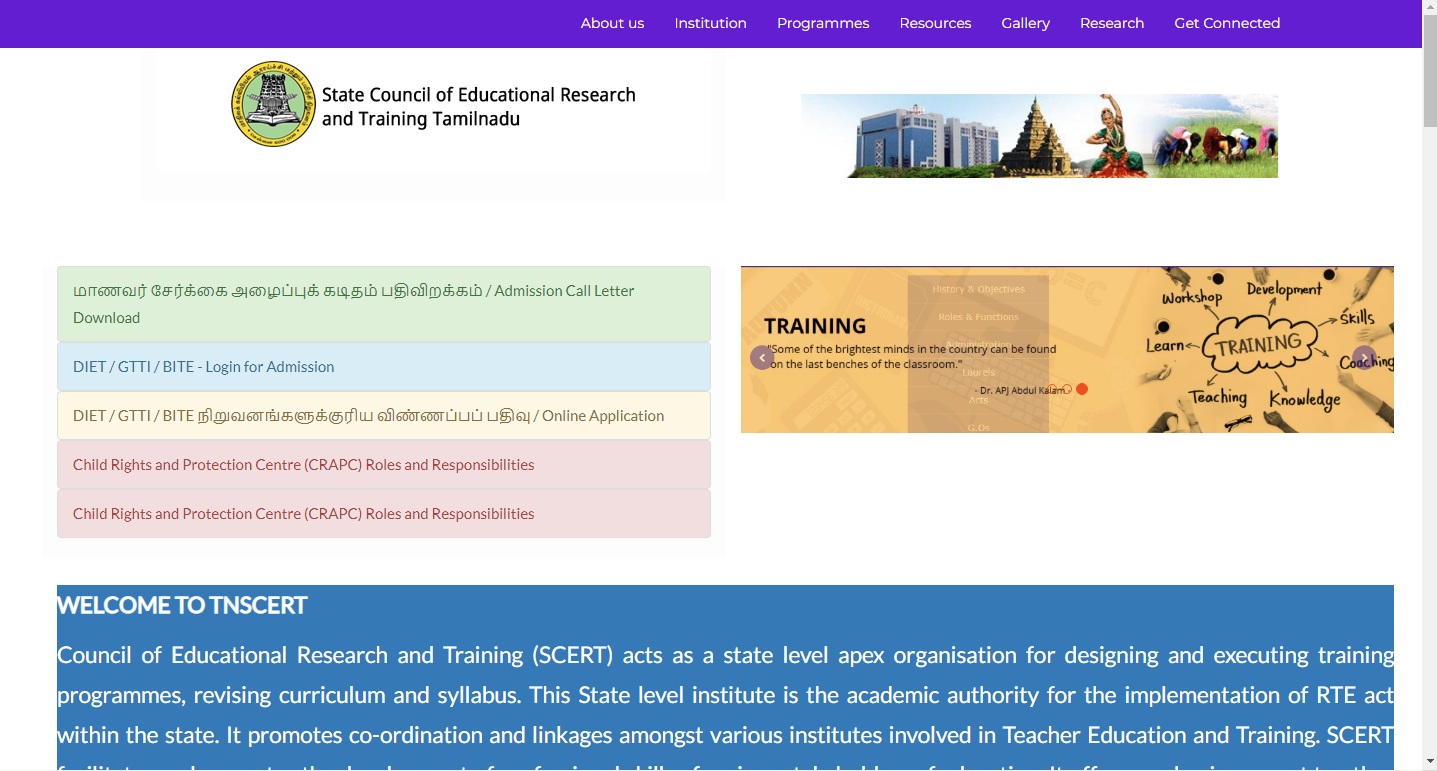 About us Institution Programmes Resources Gallery Research Get Connected
State Council of Educational Research
and Training Tamilnadu
மாணவர் சேர்க்கை அழைப்புக் கடிதம் பதிவிறக்கம் / Admission Call Letter
Download
DIET / GTTI / BITE - Login for Admission
DIET / GTTI / BITE நிறுவனங்களுக்குரிய விண்ணப்பப் பதிவு / Online Application
Child Rights and Protection Centre (CRAPC) Roles and Responsibilities
Child Rights and Protection Centre (CRAPC) Roles and Responsibilities
History & Objectives
Roles & Functions
Administration
Laurels
Acts
G.Os
TRAINING
"Some of the brightest minds in the country can be found
on the last benches of the classroom."
- Dr. APJ Abdul Kalam
Workshop
Development
Skills
Learn
TRAINING
Coaching
Teaching
Knowledge
WELCOME TO TNSCERT
Council of Educational Research and Training (SCERT) acts as a state level apex organisation for designing and executing training
programmes, revising curriculum and syllabus. This State level institute is the academic authority for the implementation of RTE act
within the state. It promotes co-ordination and linkages amongst various institutes involved in Teacher Education and Training. SCERT